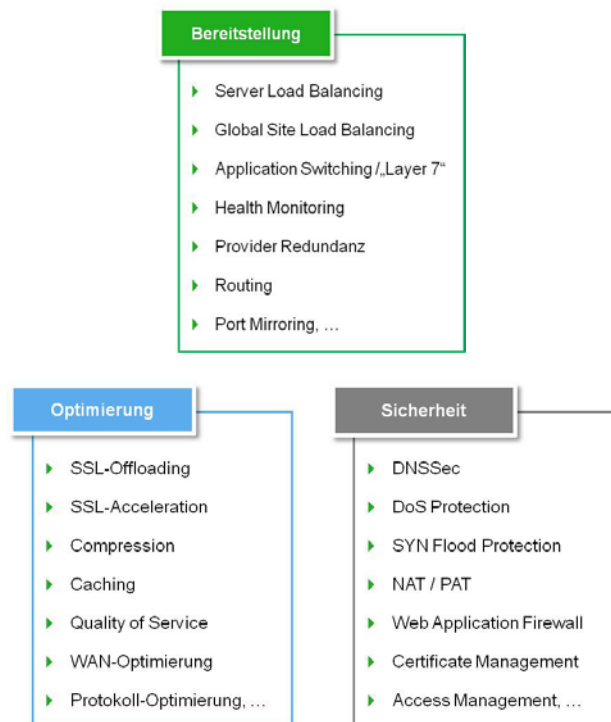 Bereitstellung
Server Load Balancing
Global Site Load Balancing
Application Switching /„Layer 7“
Health Monitoring
Provider Redundanz
Routing
Port Mirroring, …
Optimierung
SSL-Offloading
SSL-Acceleration
Compression
Caching
Quality of Service
WAN-Optimierung
Protokoll-Optimierung, …
Sicherheit
DNSSec
DoS Protection
SYN Flood Protection
NAT / PAT
Web Application Firewall
Certificate Management
Access Management, …